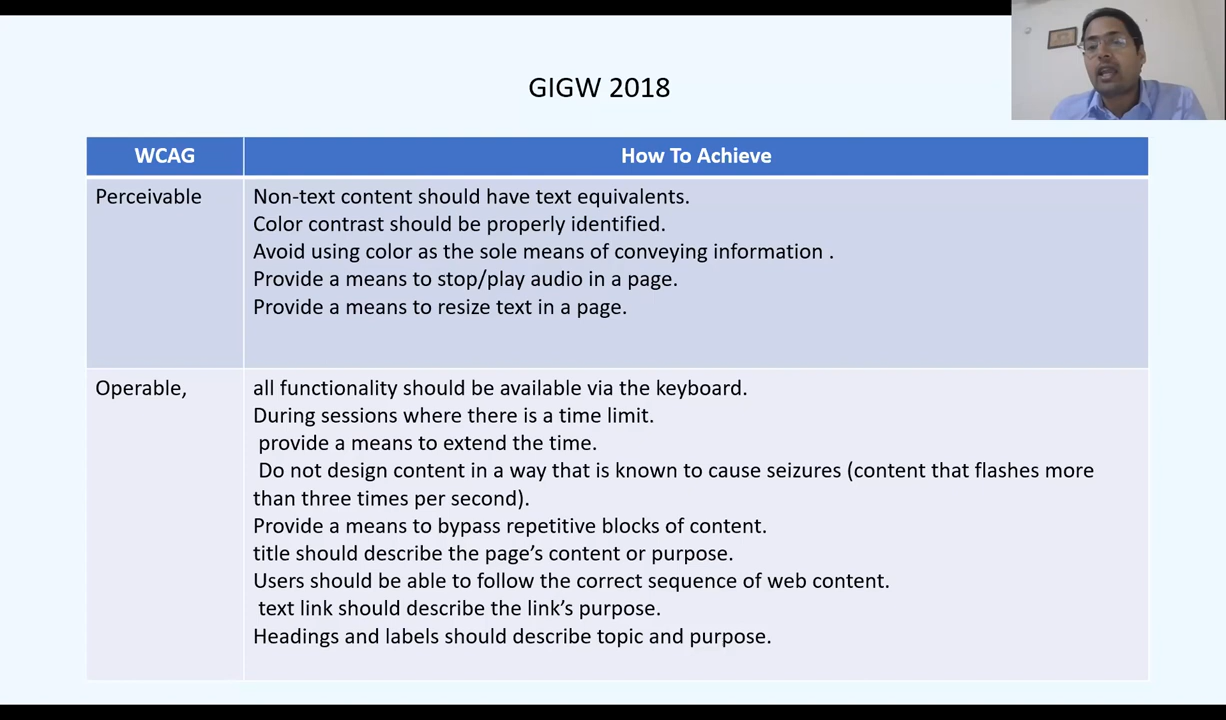 GIGW 2018
WCAG
How To Achieve
Perceivable
Non-text content should have text equivalents.
Color contrast should be properly identified.
Avoid using color as the sole means of conveying information .
Provide a means to stop/play audio in a page.
Provide a means to resize text in a page.
Operable,
all functionality should be available via the keyboard.
During sessions where there is a time limit.
provide a means to extend the time.
Do not design content in a way that is known to cause seizures (content that flashes more
than three times per second).
Provide a means to bypass repetitive blocks of content.
title should describe the page’s content or purpose.
Users should be able to follow the correct sequence of web content.
text link should describe the link’s purpose.
Headings and labels should describe topic and purpose.